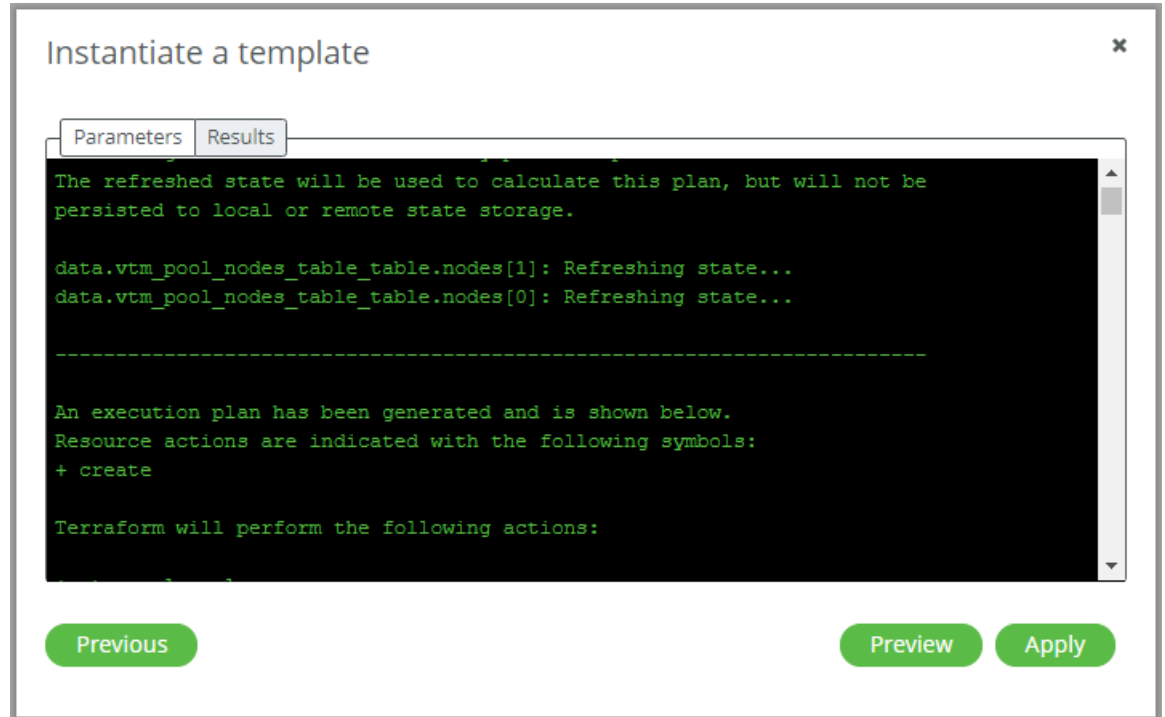 Instantiate a template
Parameters Results
The refreshed state will be used to calculate this plan, but will not be
persisted to local or remote state storage.
data.vtm_pool_nodes_table_table.nodes[1]: Refreshing state...
data.vtm_pool_nodes_table_table.nodes[0]: Refreshing state...
------------------------------------------------------------------------
An execution plan has been generated and is shown below.
Resource actions are indicated with the following symbols:
+ create
Terraform will perform the following actions:
Previous Preview Apply